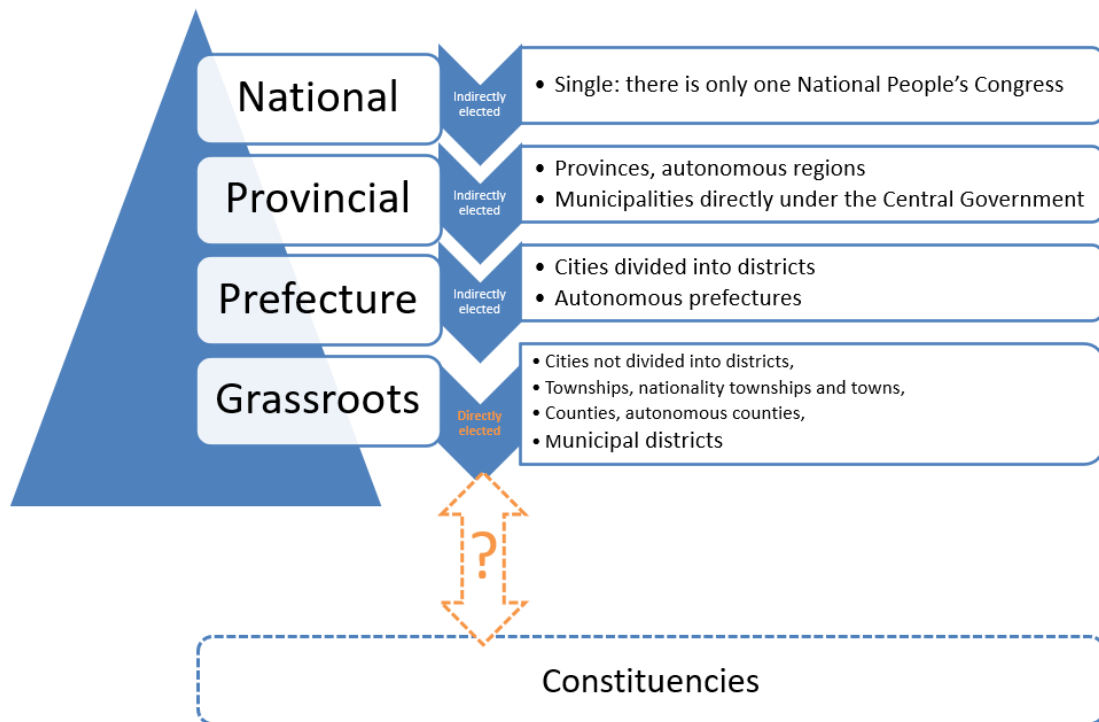 National
Indirectly
elected
• Single: there is only one National People’s Congress
Provincial
Indirectly
elected
• Provinces, autonomous regions
• Municipalities directly under the Central Government
Prefecture
Indirectly
elected
• Cities divided into districts
• Autonomous prefectures
Grassroots
Directly
elected
• Cities not divided into districts,
• Townships, nationality townships and towns,
• Counties, autonomous counties,
• Municipal districts
?
Constituencies